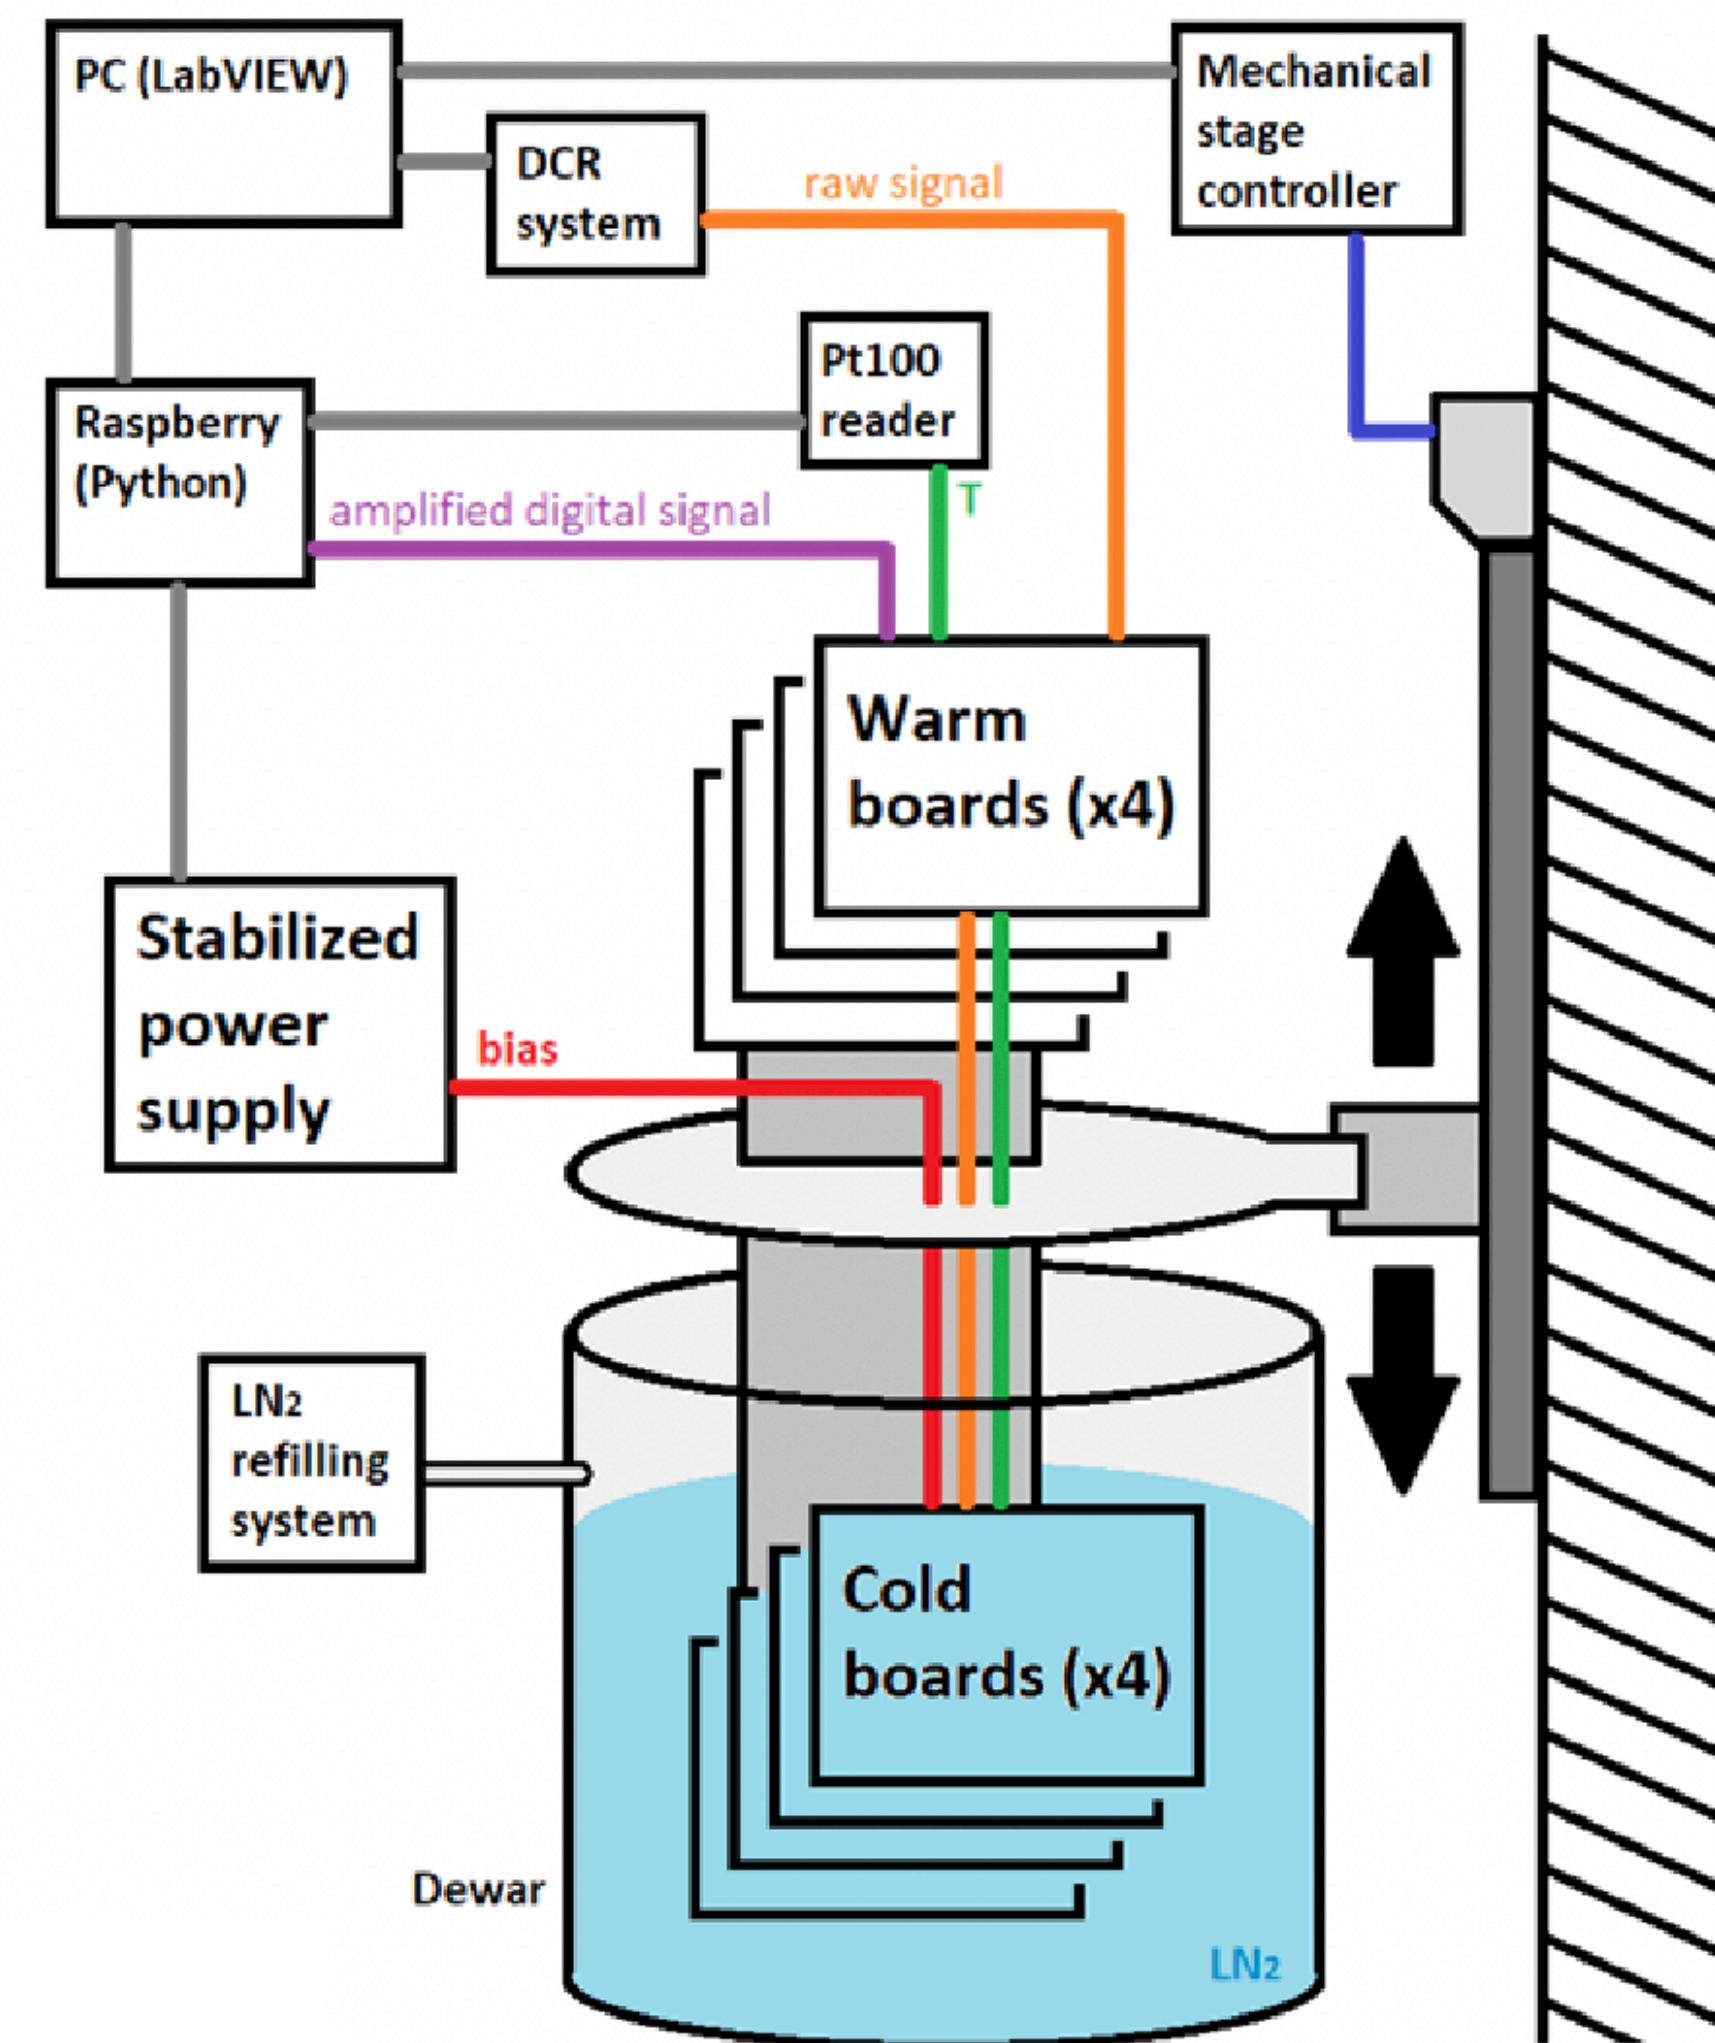 PC (LabVIEW)
Mechanical
stage
controller
DCR
system
raw signal
Pt100
reader
Raspberry
(Python)
amplified digital signal
T
Warm
boards (x4)
Stabilized
power
supply
bias
LN₂
refilling
system
Cold
boards (x4)
Dewar
LN₂